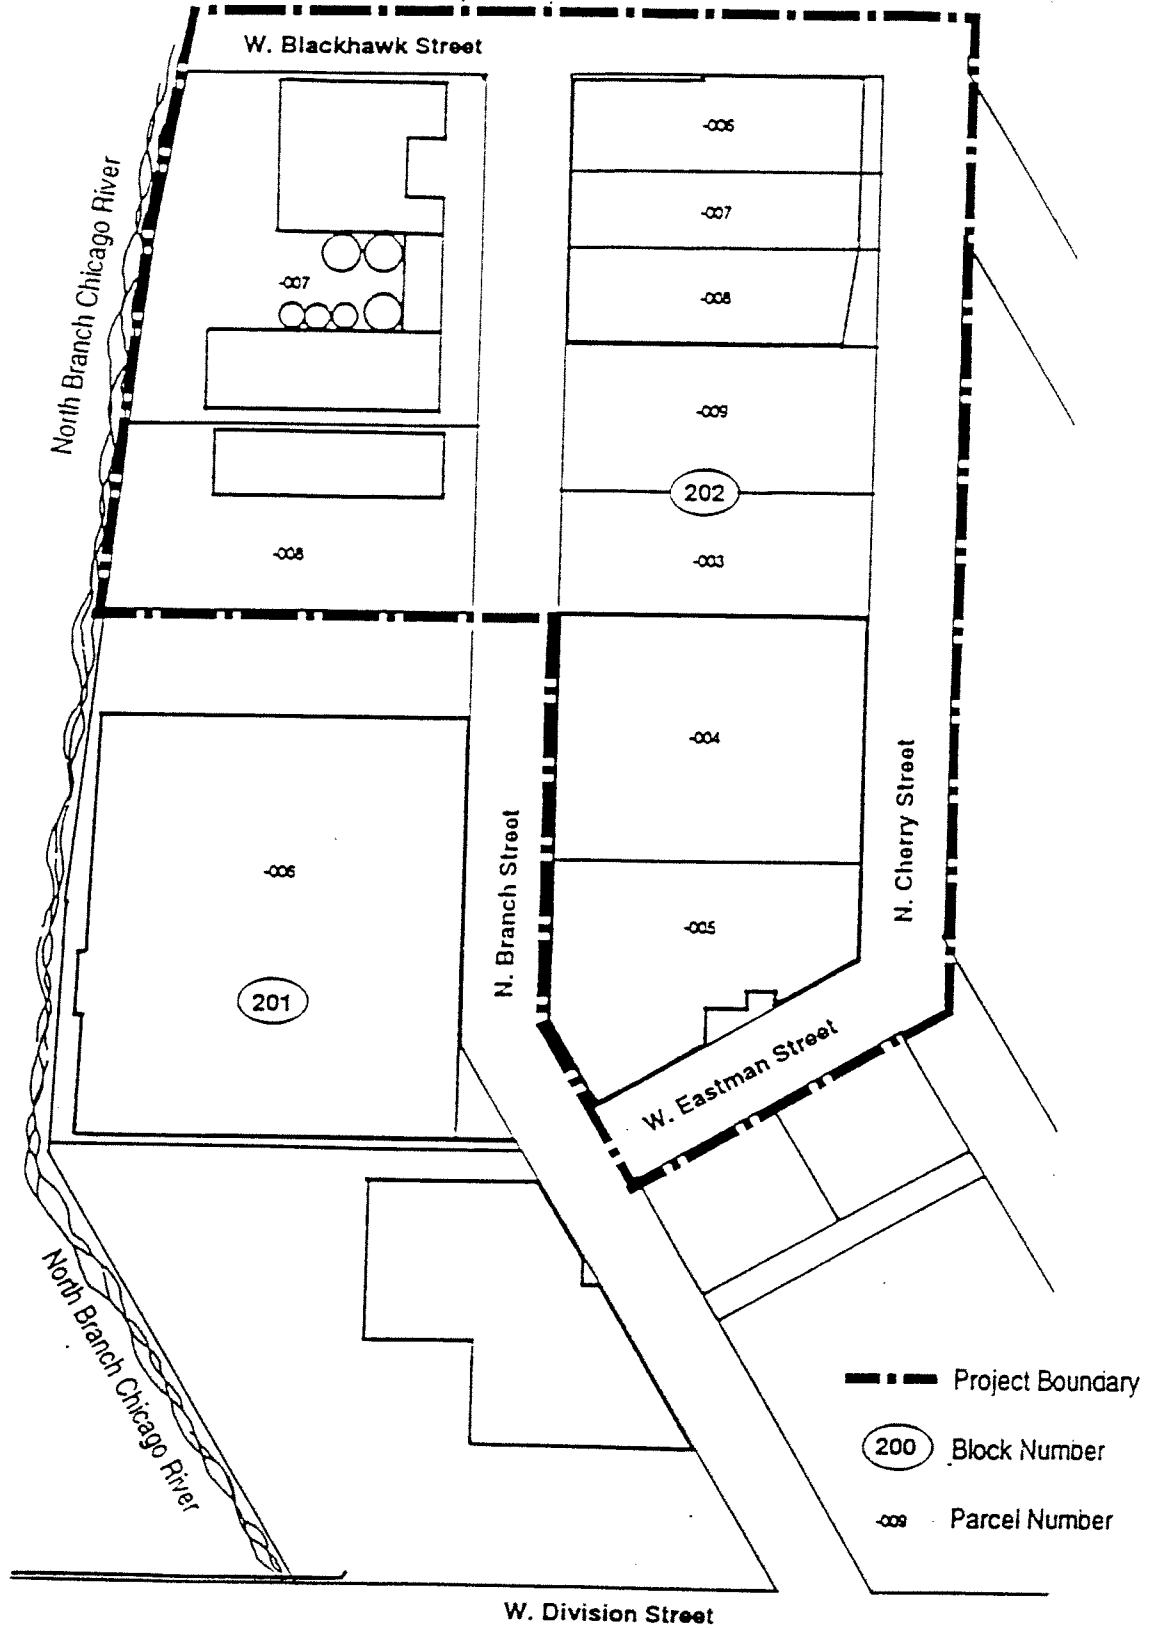 W. Blackhawk Street
-006
North Branch Chicago River
-007
-007
-008
-009
202
-008
-003
-004
N. Cherry Street
N. Branch Street
-006
-005
201
W. Eastman Street
North Branch Chicago River
Project Boundary
200 Block Number
-009 Parcel Number
W. Division Street